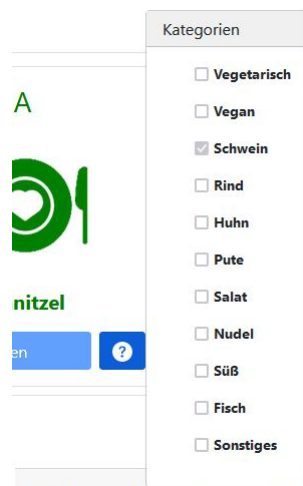 Kategorien
A
Vegetarisch
Vegan
Schwein
Rind
Huhn
Pute
nitzel
Salat
en
?
Nudel
Süß
Fisch
Sonstiges